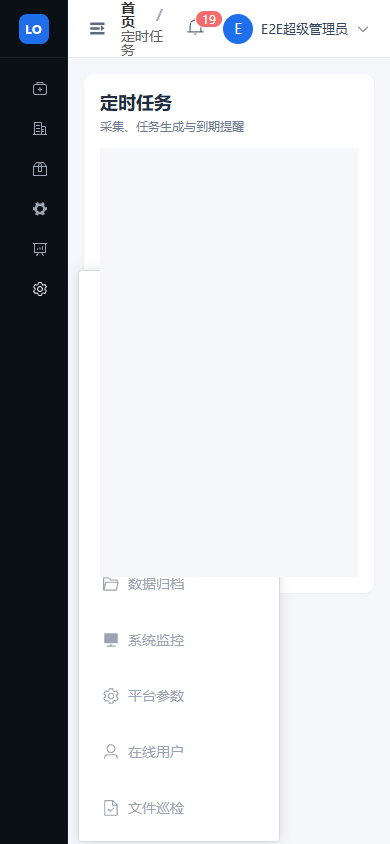 LO
首页 /
定时任务
19
E
E2E超级管理员
定时任务
采集、任务生成与到期提醒
数据归档
系统监控
平台参数
在线用户
文件巡检